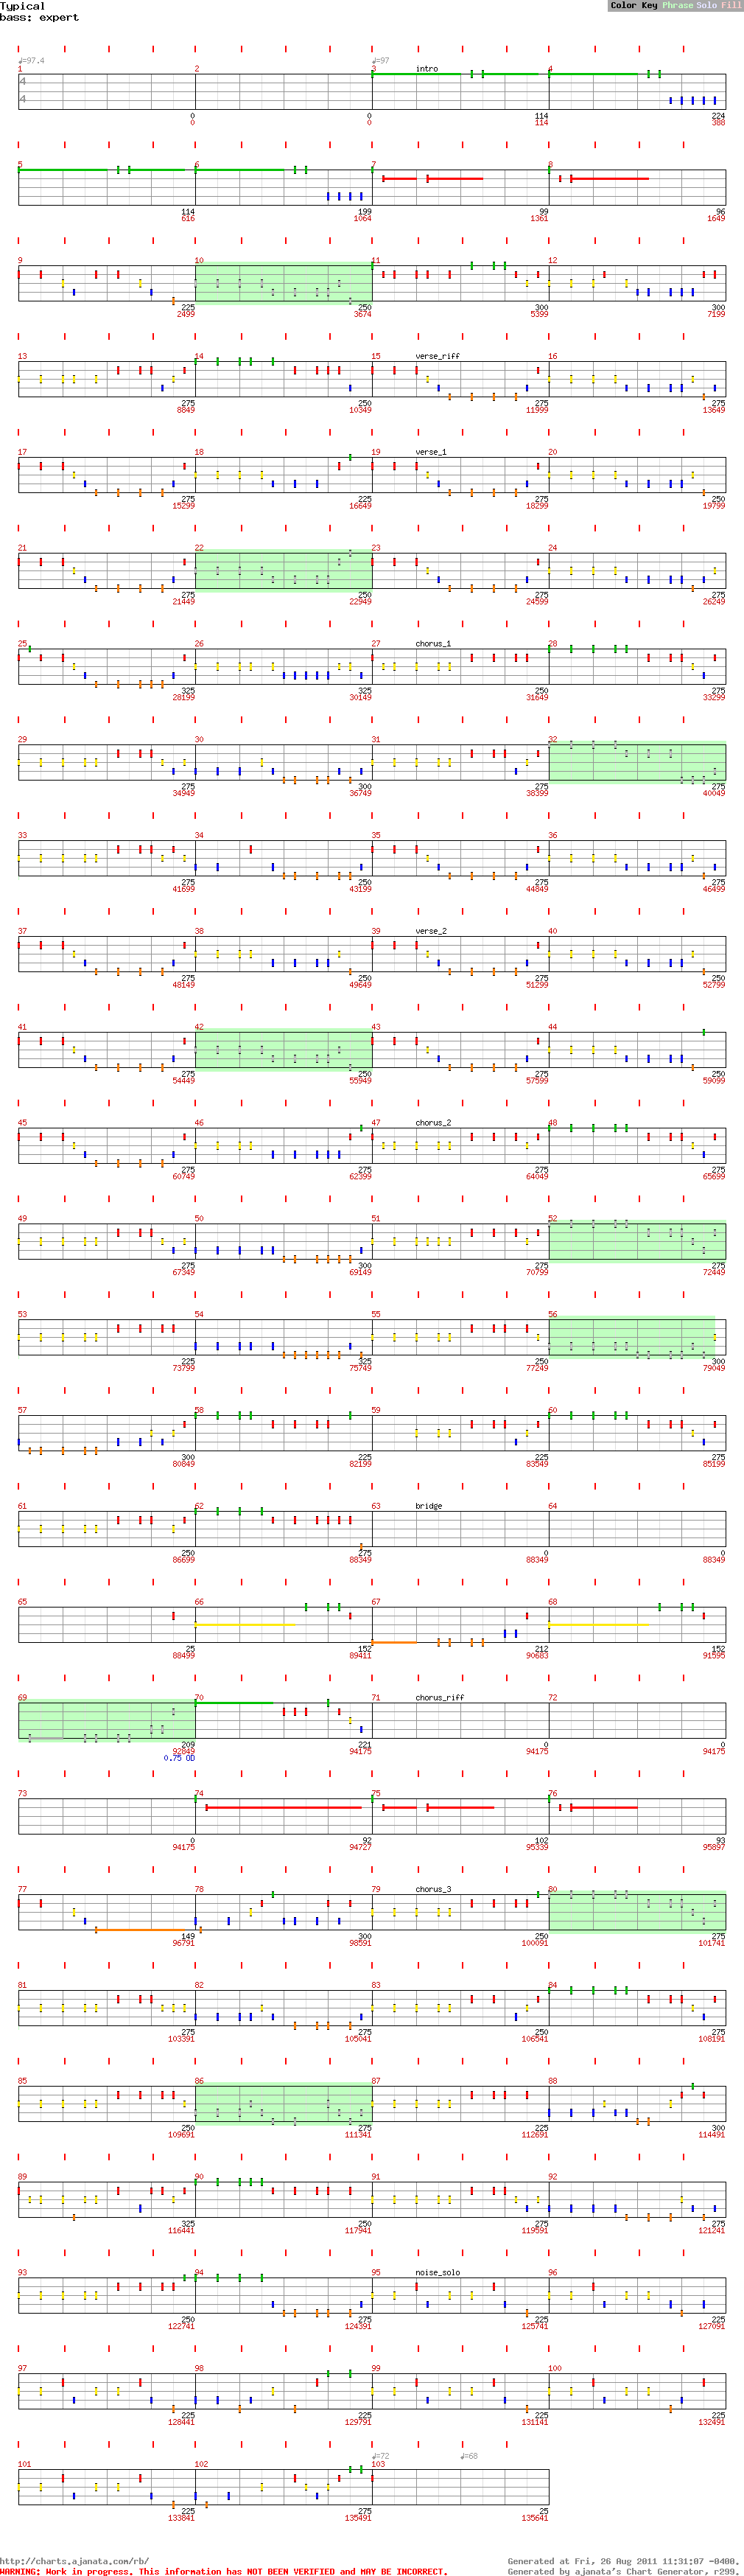 Typical
Color Key Phrase Solo Fill
bass: expert
♩=97.4 ♩=97
1 2 3 intro 4
4
4
0 0 114 224
0 0 114 388
5 6 7 8
114 199 99 96
616 1064 1361 1649
9 10 11 12
225 250 300 300
2499 3674 5399 7199
13 14 15 verse_riff 16
275 250 275 275
8849 10349 11999 13649
17 18 19 verse_1 20
275 225 275 250
15299 16649 18299 19799
21 22 23 24
275 250 275 275
21449 22949 24599 26249
25 26 27 chorus_1 28
325 325 250 275
28199 30149 31649 33299
29 30 31 32
275 300 275 275
34949 36749 38399 40049
33 34 35 36
275 250 275 275
41699 43199 44849 46499
37 38 39 verse_2 40
275 250 275 250
48149 49649 51299 52799
41 42 43 44
275 250 275 250
54449 55949 57599 59099
45 46 47 chorus_2 48
275 275 275 275
60749 62399 64049 65699
49 50 51 52
275 300 275 275
67349 69149 70799 72449
53 54 55 56
225 325 250 300
73799 75749 77249 79049
57 58 59 60
300 225 225 275
80849 82199 83549 85199
61 62 63 bridge 64
250 275 0 0
86699 88349 88349 88349
65 66 67 68
25 152 212 152
88499 89411 90683 91595
69 70 71 chorus_riff 72
209 221 0 0
92849 94175 94175 94175
0.75 OD
73 74 75 76
0 92 102 93
94175 94727 95339 95897
77 78 79 chorus_3 80
149 300 250 275
96791 98591 100091 101741
81 82 83 84
275 275 250 275
103391 105041 106541 108191
85 86 87 88
250 275 225 300
109691 111341 112691 114491
89 90 91 92
325 250 275 275
116441 117941 119591 121241
93 94 95 noise_solo 96
250 275 225 225
122741 124391 125741 127091
97 98 99 100
225 225 225 225
128441 129791 131141 132491
♩=72 ♩=68
101 102 103
225 275 25
133841 135491 135641
http://charts.ajanata.com/rb/
Generated at Fri, 26 Aug 2011 11:31:07 -0400.
WARNING: Work in progress. This information has NOT BEEN VERIFIED and MAY BE INCORRECT.
Generated by ajanata's Chart Generator, r299.